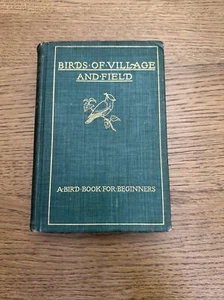 BIRDS·OF·VILLAGE
AND·FIELD
A·BIRD·BOOK·FOR·BEGINNERS